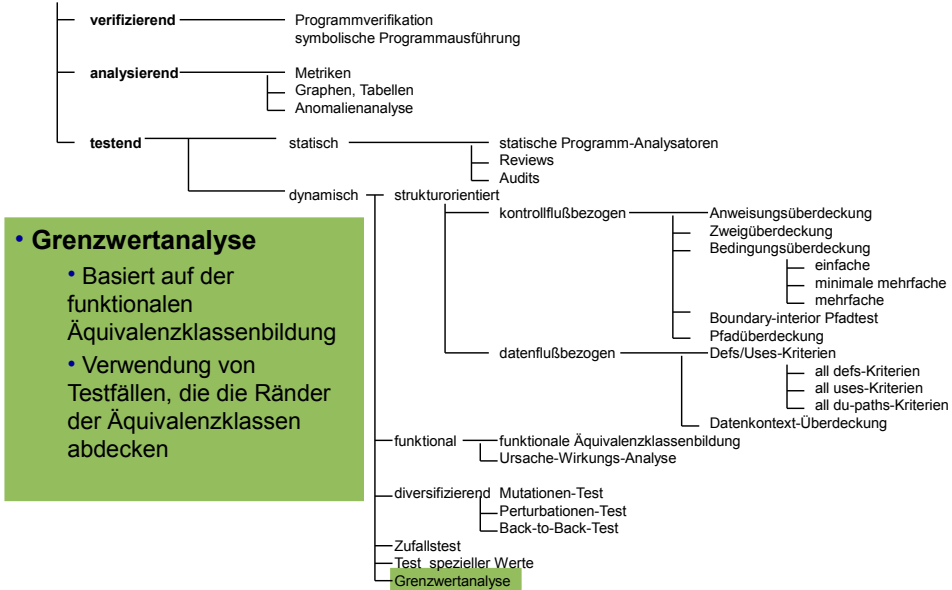 verifizierend Programmverifikation
symbolische Programmausführung
analysierend Metriken
Graphen, Tabellen
Anomalienanalyse
testend statisch statische Programm-Analysatoren
Reviews
Audits
dynamisch strukturorientiert
kontrollflußbezogen Anweisungsüberdeckung
Zweigüberdeckung
Bedingungsüberdeckung
einfache
minimale mehrfache
mehrfache
Boundary-interior Pfadtest
Pfadüberdeckung
datenflußbezogen Defs/Uses-Kriterien
all defs-Kriterien
all uses-Kriterien
all du-paths-Kriterien
Datenkontext-Überdeckung
funktional funktionale Äquivalenzklassenbildung
Ursache-Wirkungs-Analyse
diversifizierend Mutationen-Test
Perturbationen-Test
Back-to-Back-Test
Zufallstest
Test spezieller Werte
Grenzwertanalyse
• Grenzwertanalyse
• Basiert auf der
funktionalen
Äquivalenzklassenbildung
• Verwendung von
Testfällen, die die Ränder
der Äquivalenzklassen
abdecken